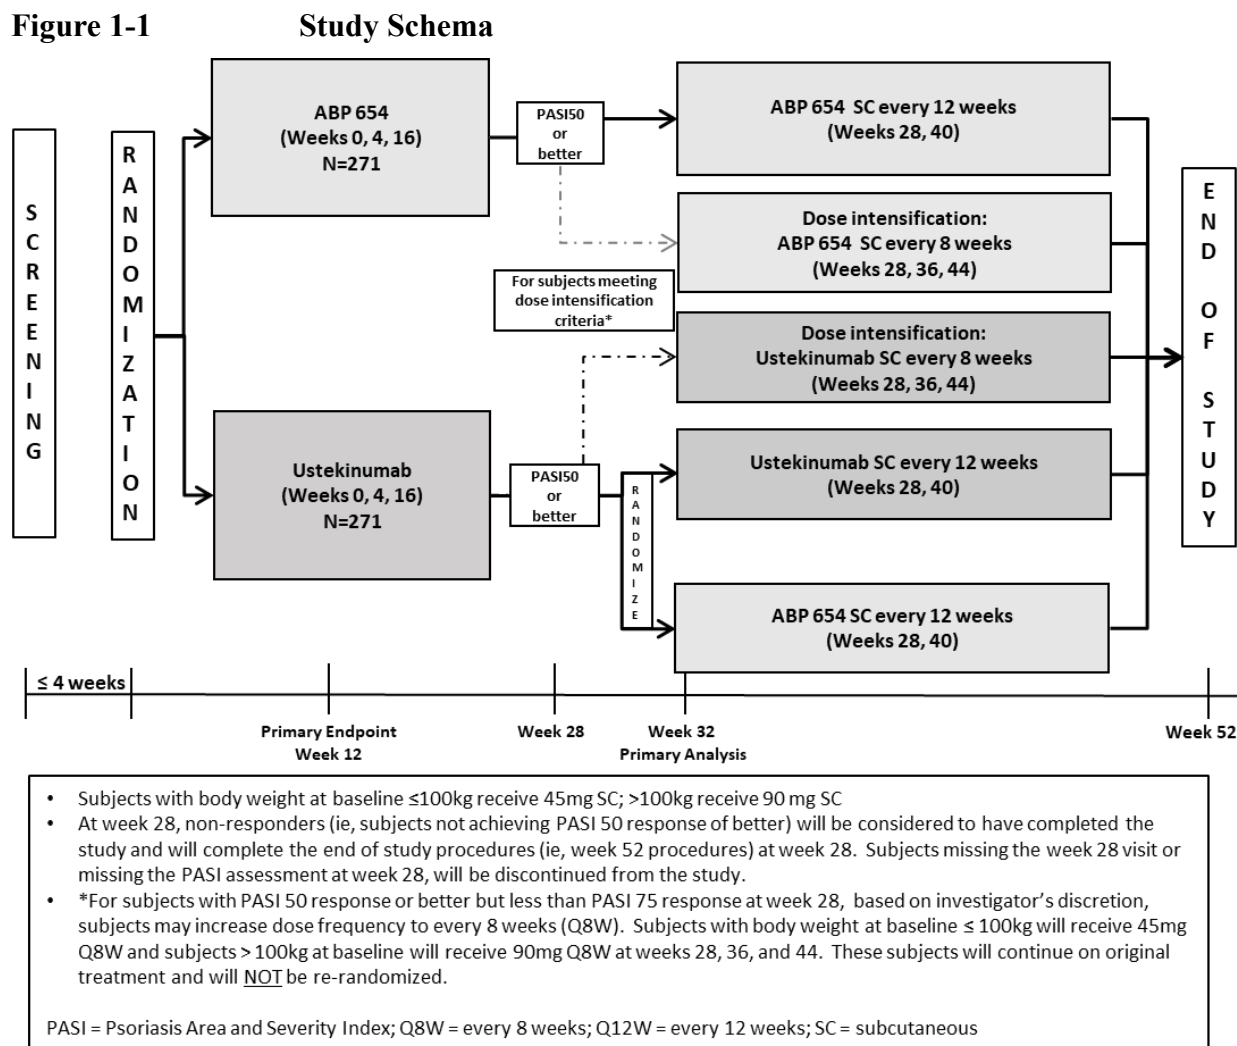 Figure 1-1 Study Schema
SCREENING
RANDOMIZATION
ABP 654
(Weeks 0, 4, 16)
N=271
PASI50
or
better
ABP 654 SC every 12 weeks
(Weeks 28, 40)
Dose intensification:
ABP 654 SC every 8 weeks
(Weeks 28, 36, 44)
For subjects meeting
dose intensification
criteria*
Dose intensification:
Ustekinumab SC every 8 weeks
(Weeks 28, 36, 44)
Ustekinumab
(Weeks 0, 4, 16)
N=271
PASI50
or
better
RANDOMIZE
Ustekinumab SC every 12 weeks
(Weeks 28, 40)
ABP 654 SC every 12 weeks
(Weeks 28, 40)
END OF STUDY
≤ 4 weeks
Primary Endpoint
Week 12
Week 28
Week 32
Primary Analysis
Week 52
• Subjects with body weight at baseline ≤100kg receive 45mg SC; >100kg receive 90 mg SC
• At week 28, non-responders (ie, subjects not achieving PASI 50 response of better) will be considered to have completed the
study and will complete the end of study procedures (ie, week 52 procedures) at week 28. Subjects missing the week 28 visit or
missing the PASI assessment at week 28, will be discontinued from the study.
• *For subjects with PASI 50 response or better but less than PASI 75 response at week 28, based on investigator's discretion,
subjects may increase dose frequency to every 8 weeks (Q8W). Subjects with body weight at baseline ≤ 100kg will receive 45mg
Q8W and subjects > 100kg at baseline will receive 90mg Q8W at weeks 28, 36, and 44. These subjects will continue on original
treatment and will NOT be re-randomized.
PASI = Psoriasis Area and Severity Index; Q8W = every 8 weeks; Q12W = every 12 weeks; SC = subcutaneous